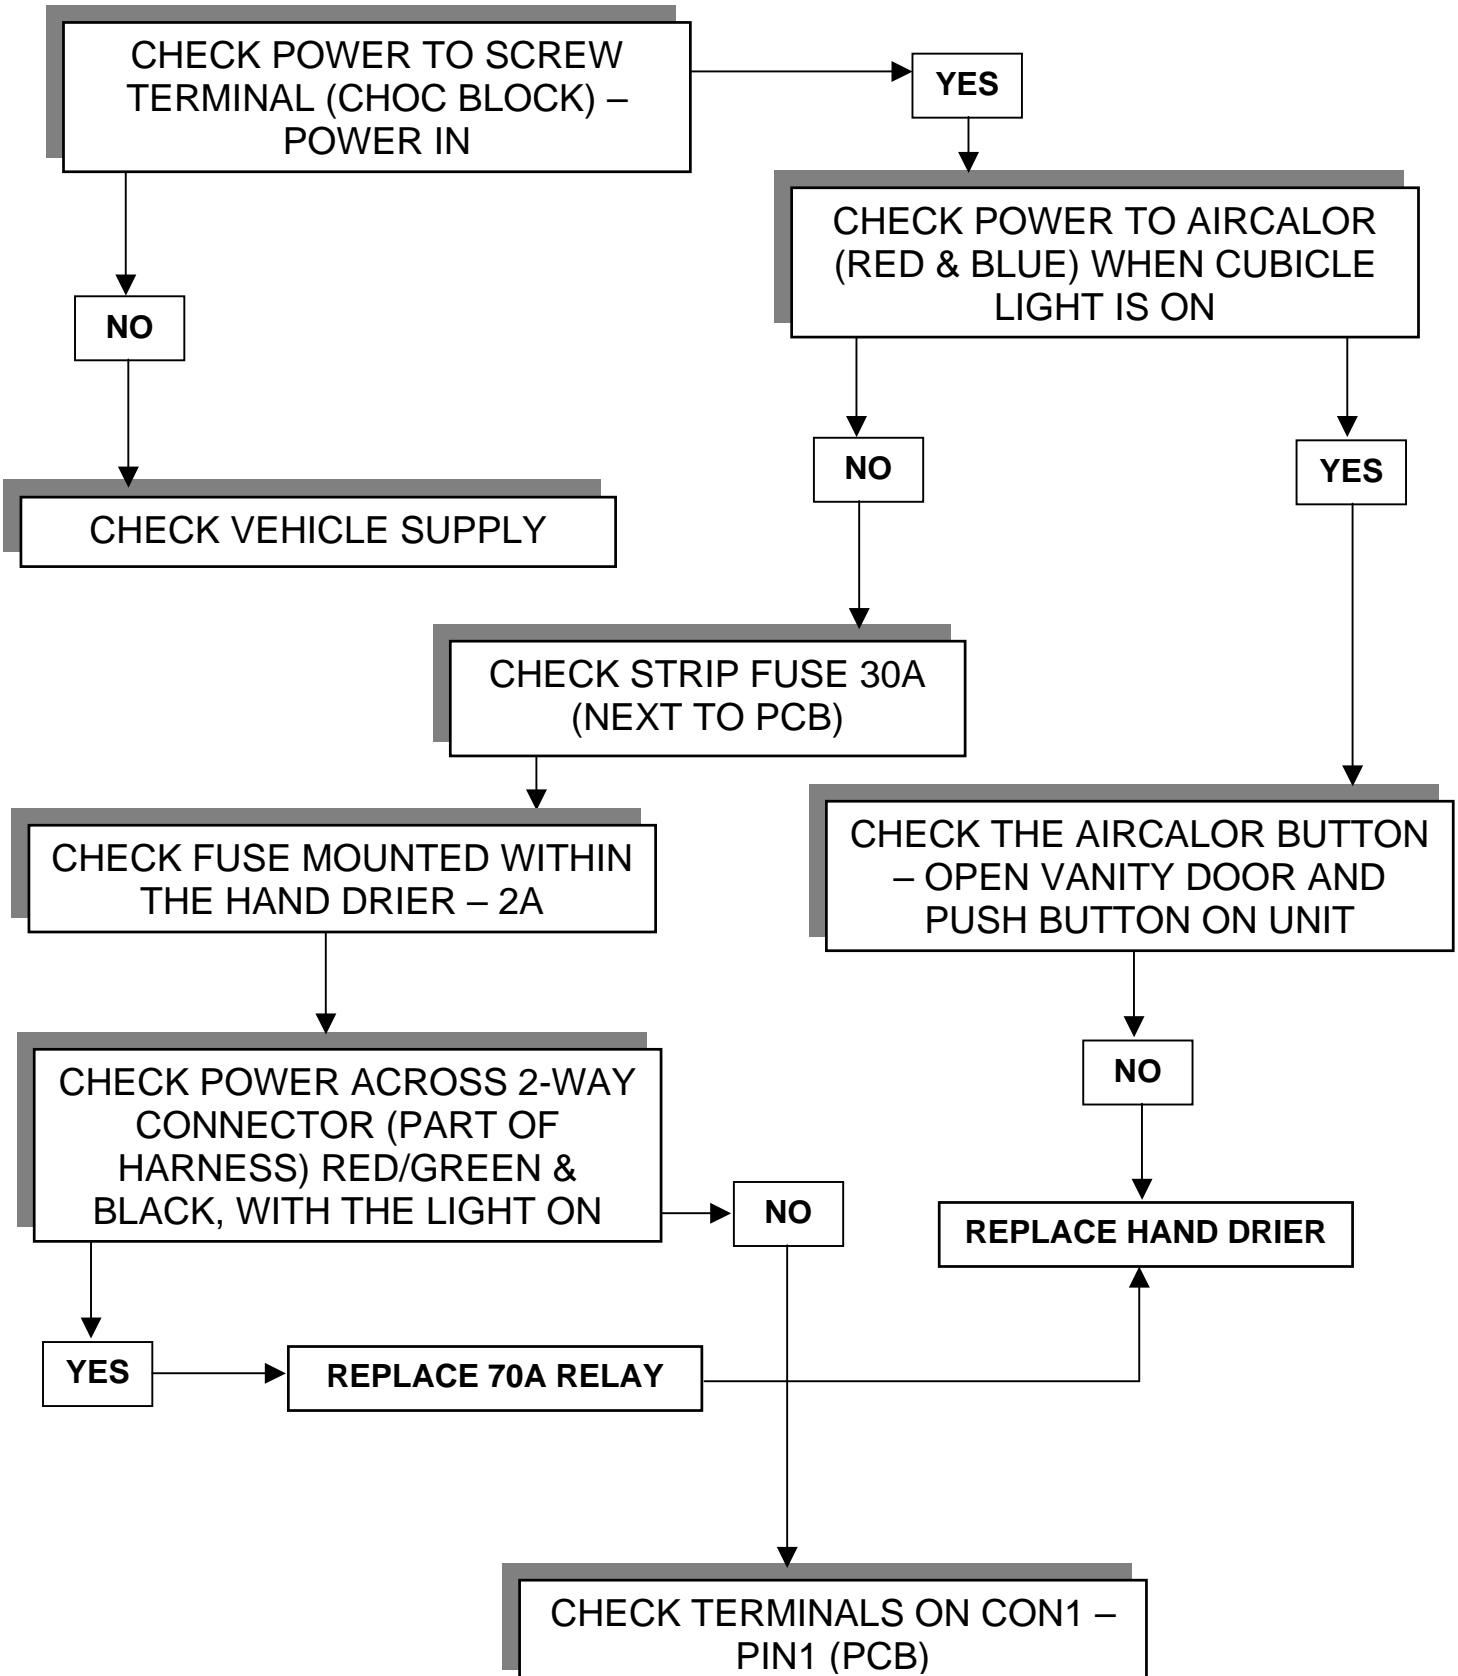 CHECK POWER TO SCREW
TERMINAL (CHOC BLOCK) –
POWER IN
YES
CHECK POWER TO AIRCALOR
(RED & BLUE) WHEN CUBICLE
LIGHT IS ON
NO
NO
YES
CHECK VEHICLE SUPPLY
CHECK STRIP FUSE 30A
(NEXT TO PCB)
CHECK FUSE MOUNTED WITHIN
THE HAND DRIER – 2A
CHECK THE AIRCALOR BUTTON
– OPEN VANITY DOOR AND
PUSH BUTTON ON UNIT
CHECK POWER ACROSS 2-WAY
CONNECTOR (PART OF
HARNESS) RED/GREEN &
BLACK, WITH THE LIGHT ON
NO
NO
REPLACE HAND DRIER
YES
REPLACE 70A RELAY
CHECK TERMINALS ON CON1 –
PIN1 (PCB)